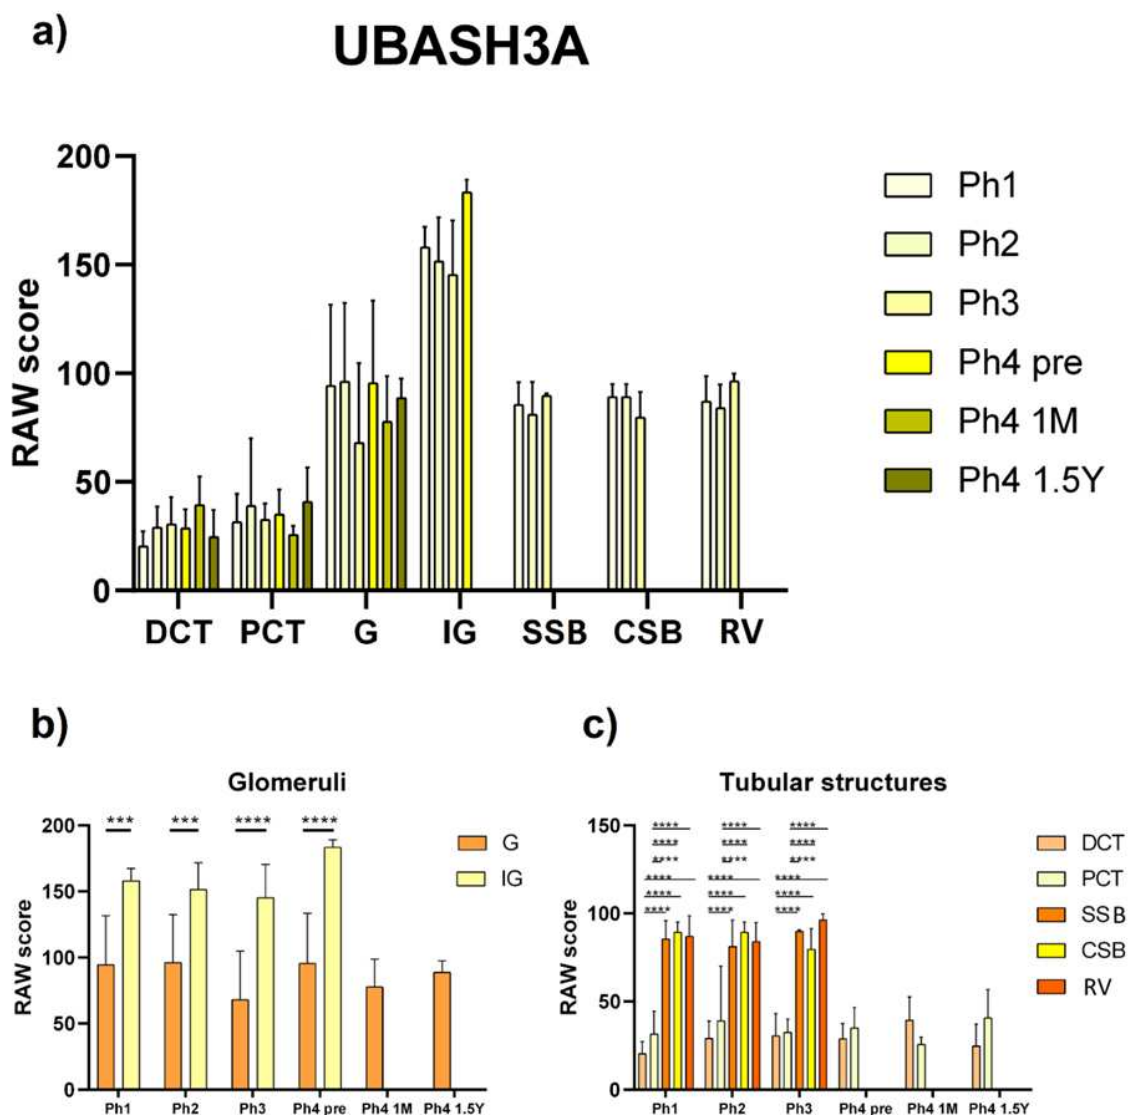 a)
UBASH3A
RAW score
200
150
100
50
0
DCT PCT G IG SSB CSB RV
Ph1
Ph2
Ph3
Ph4 pre
Ph4 1M
Ph4 1.5Y
b)
Glomeruli
RAW score
200
150
100
50
0
*** *** **** ****
Ph1 Ph2 Ph3 Ph4 pre Ph4 1M Ph4 1.5Y
G
IG
c)
Tubular structures
RAW score
150
100
50
0
**** **** ****
**** **** ****
**** **** ****
**** **** ****
**** **** ****
**** **** ****
Ph1 Ph2 Ph3 Ph4 pre Ph4 1M Ph4 1.5Y
DCT
PCT
SSB
CSB
RV